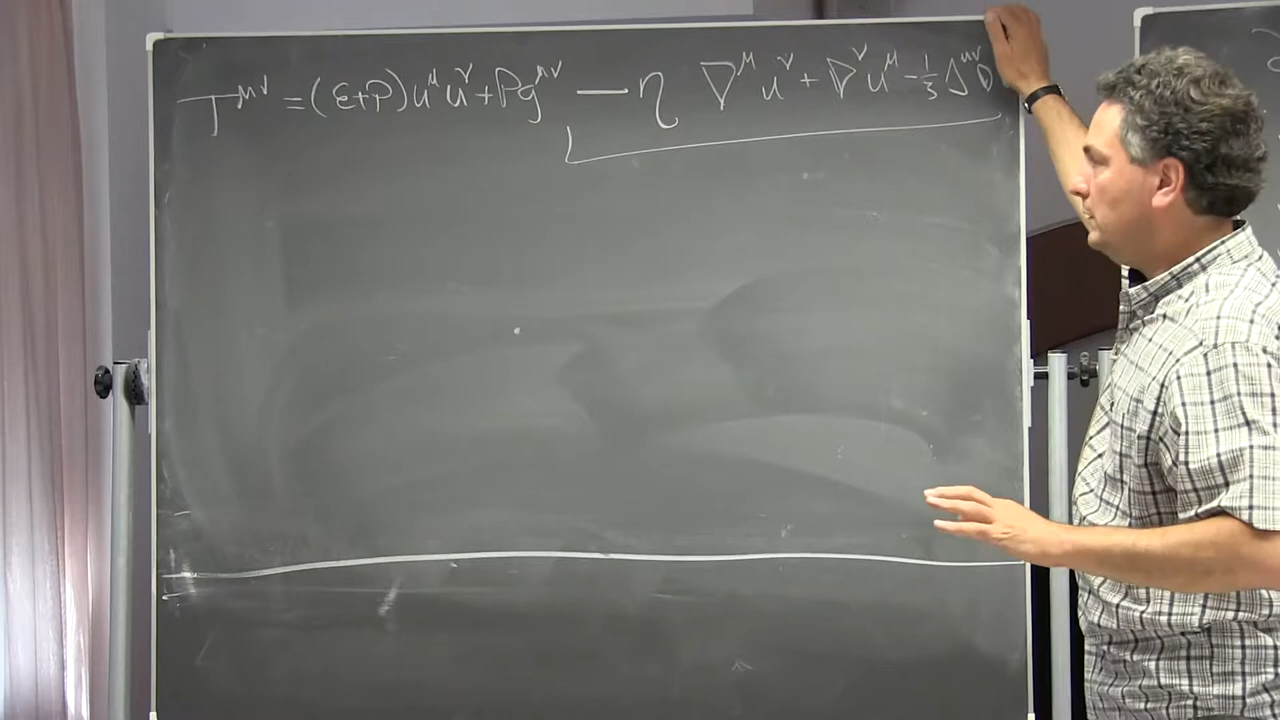 T^{μν} = (ε+P)u^μ u^ν + Pg^{μν} — η ∇^μ u^ν + ∇^ν u^μ - 1/3 Δ^{μν} D